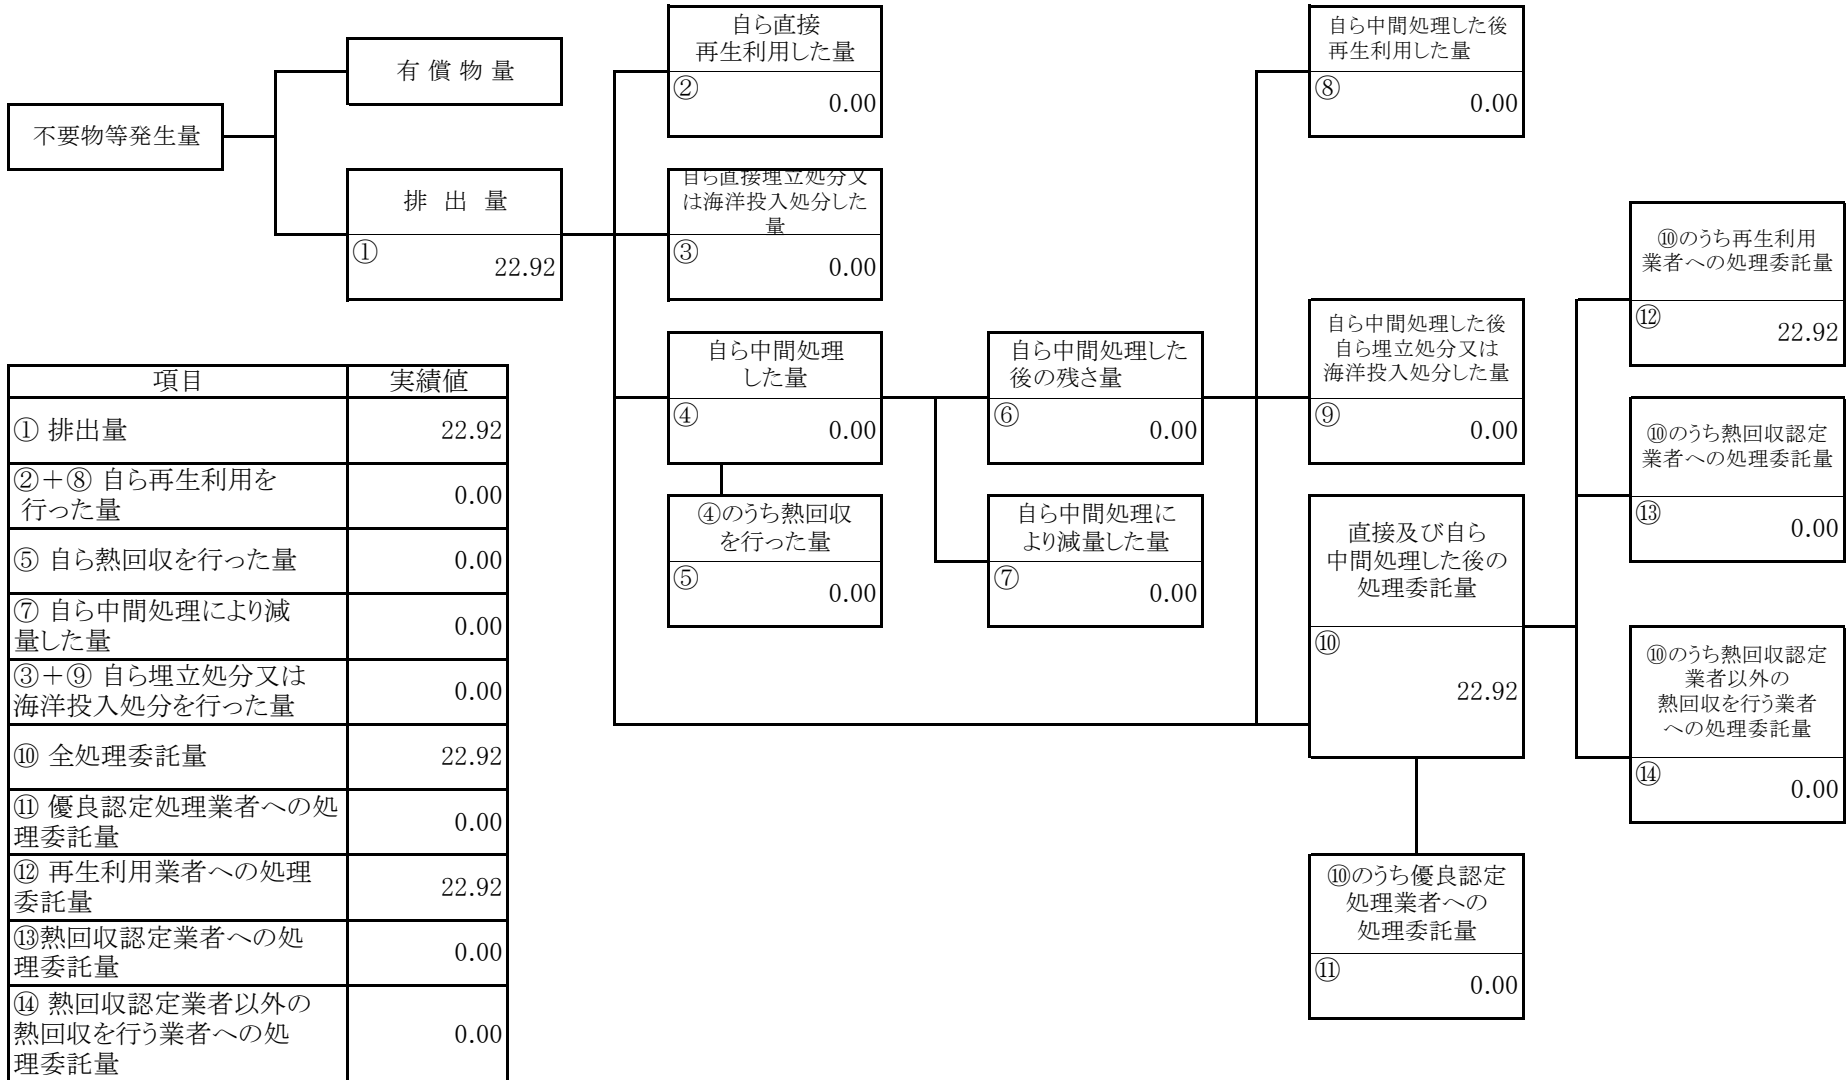 不要物等発生量
有 償 物 量
排 出 量
①
22.92
自ら直接
再生利用した量
②
0.00
自ら直接埋立処分又
は海洋投入処分した
量
③
0.00
自ら中間処理
した量
④
0.00
④のうち熱回収
を行った量
⑤
0.00
自ら中間処理した
後の残さ量
⑥
0.00
自ら中間処理に
より減量した量
⑦
0.00
自ら中間処理した後
再生利用した量
⑧
0.00
自ら中間処理した後
自ら埋立処分又は
海洋投入処分した量
⑨
0.00
直接及び自ら
中間処理した後の
処理委託量
⑩
22.92
⑩のうち優良認定
処理業者への
処理委託量
⑪
0.00
⑩のうち再生利用
業者への処理委託量
⑫
22.92
⑩のうち熱回収認定
業者への処理委託量
⑬
0.00
⑩のうち熱回収認定
業者以外の
熱回収を行う業者
への処理委託量
⑭
0.00
項目 実績値
① 排出量 22.92
②＋⑧ 自ら再生利用を
行った量
0.00
⑤ 自ら熱回収を行った量 0.00
⑦ 自ら中間処理により減
量した量
0.00
③＋⑨ 自ら埋立処分又は
海洋投入処分を行った量
0.00
⑩ 全処理委託量 22.92
⑪ 優良認定処理業者への処
理委託量
0.00
⑫ 再生利用業者への処理
委託量
22.92
⑬熱回収認定業者への処
理委託量
0.00
⑭ 熱回収認定業者以外の
熱回収を行う業者への処
理委託量
0.00